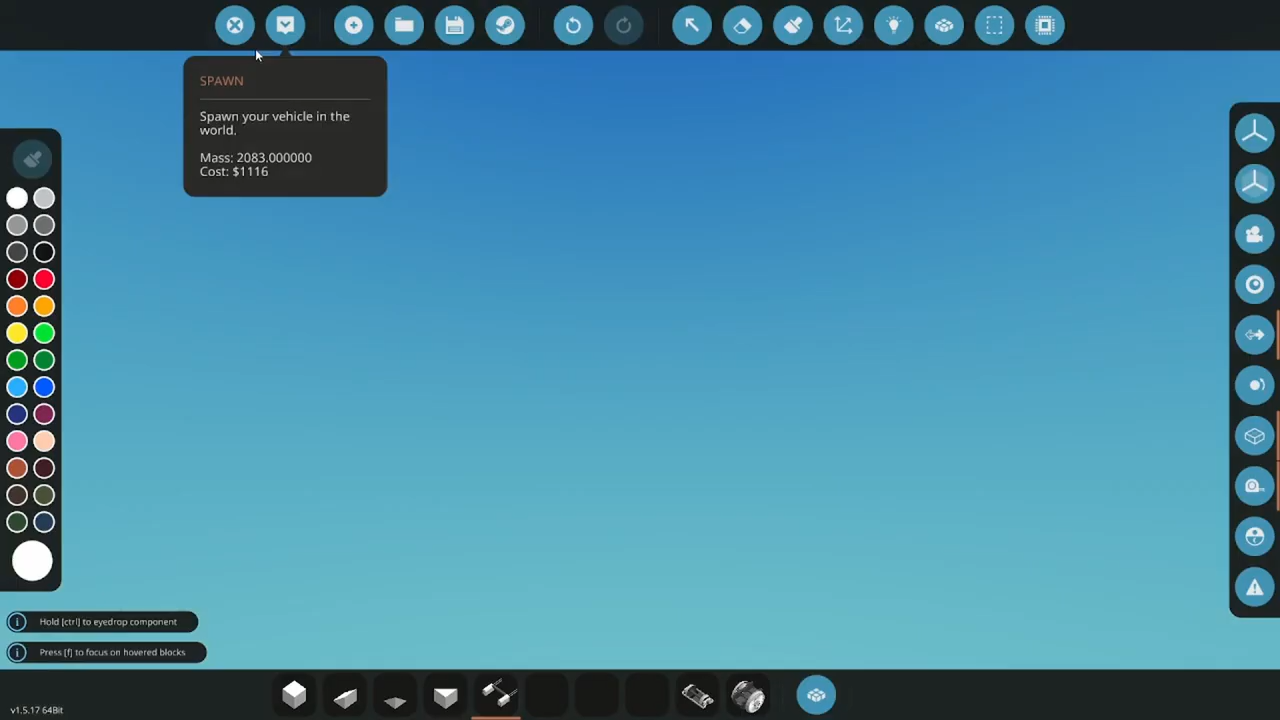 SPAWN
Spawn your vehicle in the
world.
Mass: 2083.000000
Cost: $1116
Hold [ctrl] to eyedrop component
Press [f] to focus on hovered blocks
v1.5.17 64Bit